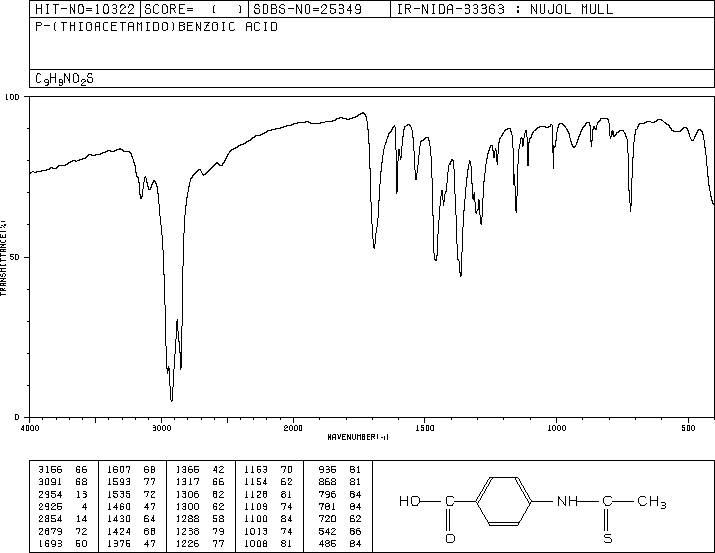 HIT-NO=10322 SCORE= ( ) SDBS-NO=25349 IR-NIDA-33363 : NUJOL MULL
P-(THIOACETAMIDO)BENZOIC ACID
C9H9NO2S
100
50
0
TRANSMITTANCE(%)
4000 3000 2000 1500 1000 500
WAVENUMBER(-1)
3156 66 1607 68 1366 42 1163 70 936 81
3091 68 1593 77 1317 66 1154 62 868 81
2954 13 1535 72 1306 62 1128 81 796 84
2925 4 1460 47 1300 62 1109 74 781 84
2854 14 1430 64 1288 58 1100 84 720 62
2679 72 1424 68 1238 79 1013 74 542 86
1693 50 1376 47 1226 77 1008 81 486 84
HO C NH C CH3
O S